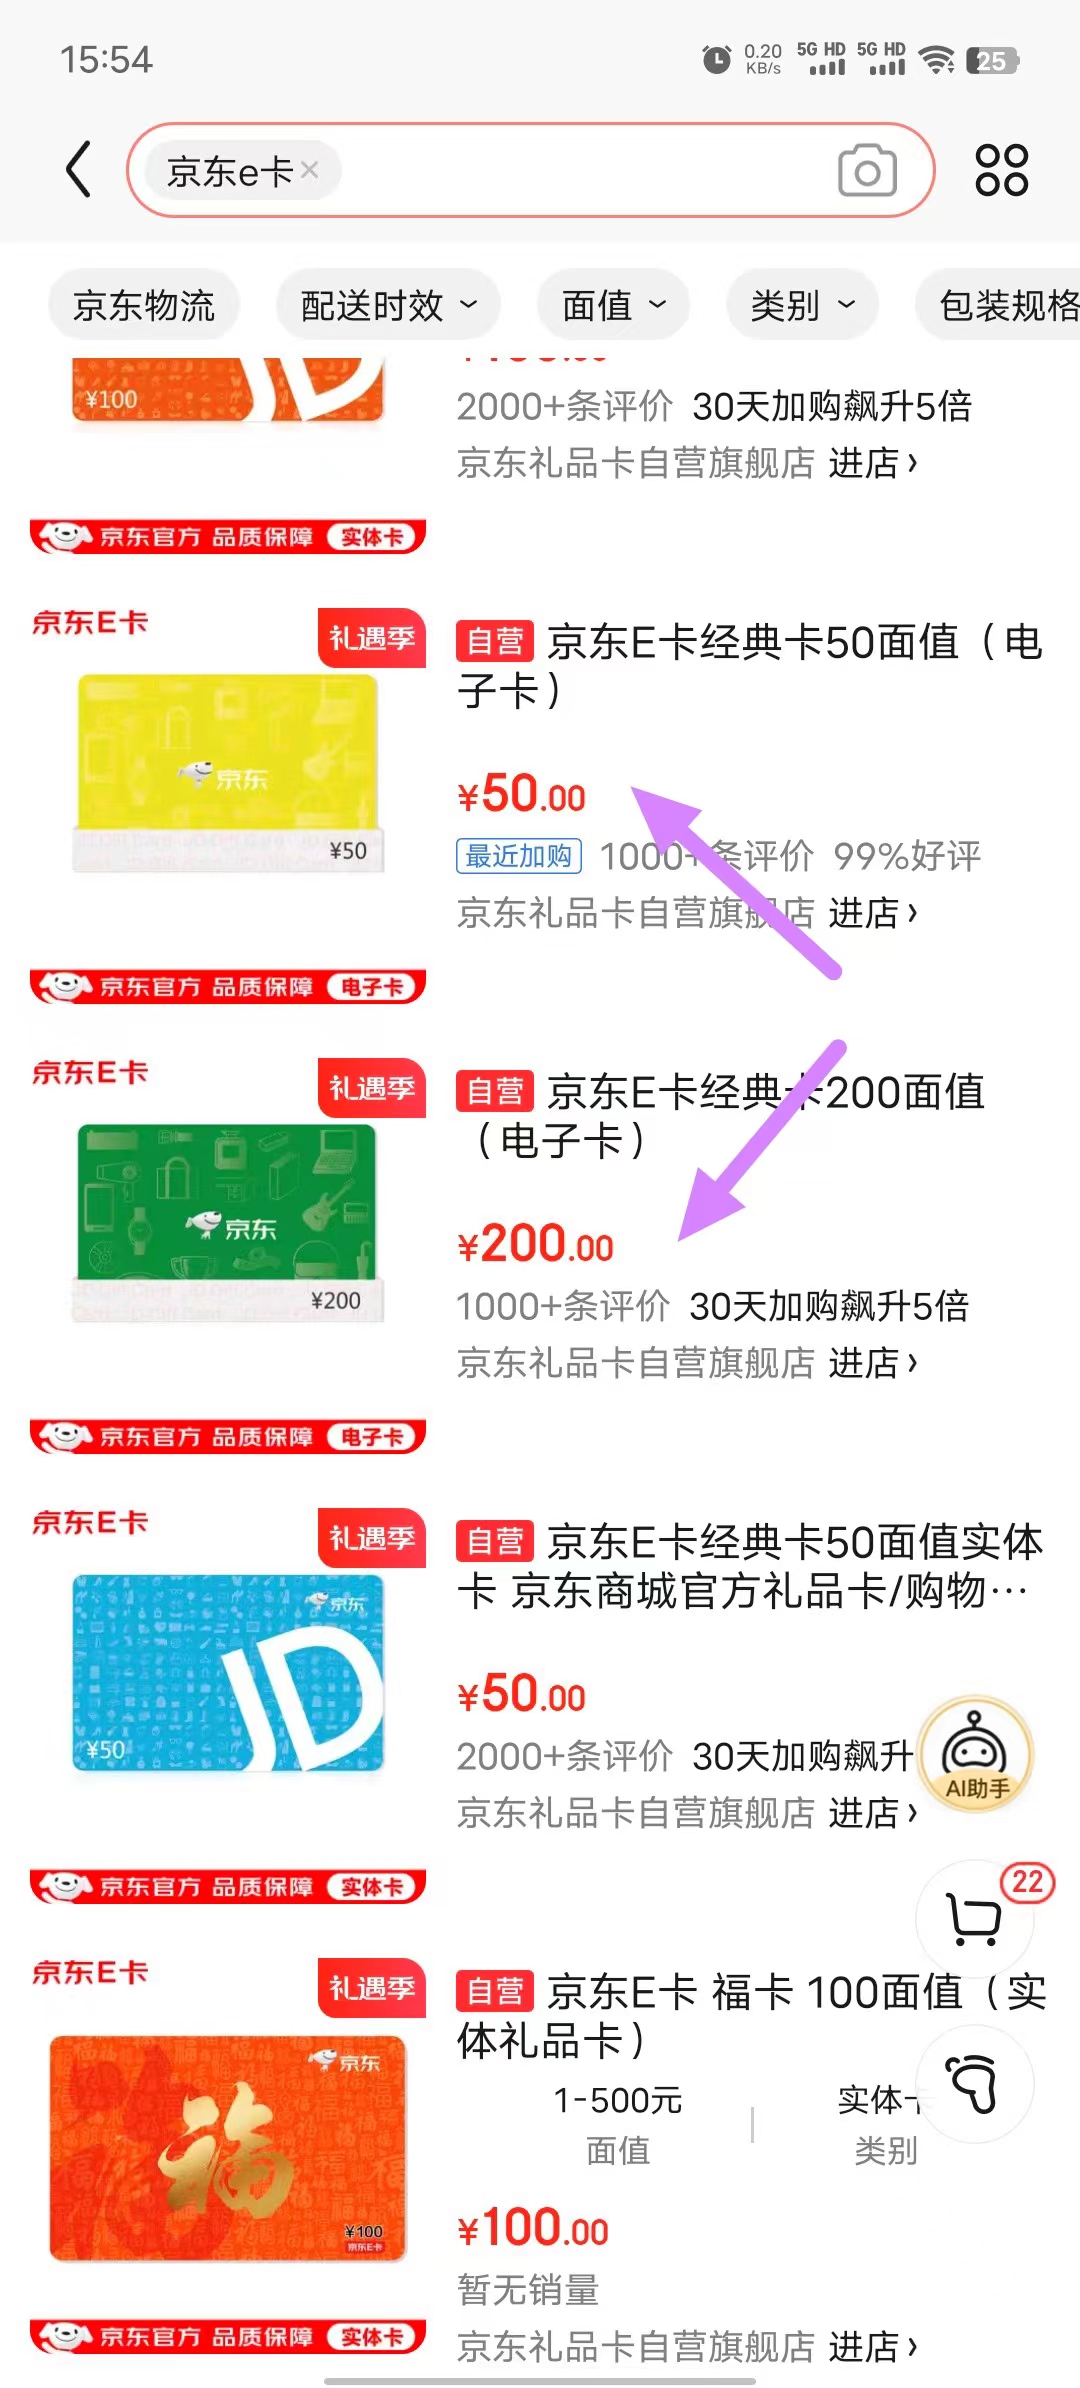 15:54
0.20
KB/s
5G HD
5G HD
25
京东e卡
京东物流
配送时效
面值
类别
包装规格
¥100
2000+条评价 30天加购飙升5倍
京东礼品卡自营旗舰店 进店
京东官方 品质保障 实体卡
京东E卡
礼遇季
京东
¥50
自营 京东E卡经典卡50面值（电
子卡）
¥50.00
最近加购 1000+条评价 99%好评
京东礼品卡自营旗舰店 进店
京东官方 品质保障 电子卡
京东E卡
礼遇季
京东
¥200
自营 京东E卡经典卡200面值
（电子卡）
¥200.00
1000+条评价 30天加购飙升5倍
京东礼品卡自营旗舰店 进店
京东官方 品质保障 电子卡
京东E卡
礼遇季
京东
JD
¥50
自营 京东E卡经典卡50面值实体
卡 京东商城官方礼品卡/购物…
¥50.00
2000+条评价 30天加购飙升
AI助手
京东礼品卡自营旗舰店 进店
京东官方 品质保障 实体卡
22
京东E卡
礼遇季
京东
福
¥100
京东E卡
自营 京东E卡 福卡 100面值（实
体礼品卡）
1-500元
面值
实体卡
类别
¥100.00
暂无销量
京东礼品卡自营旗舰店 进店
京东官方 品质保障 实体卡